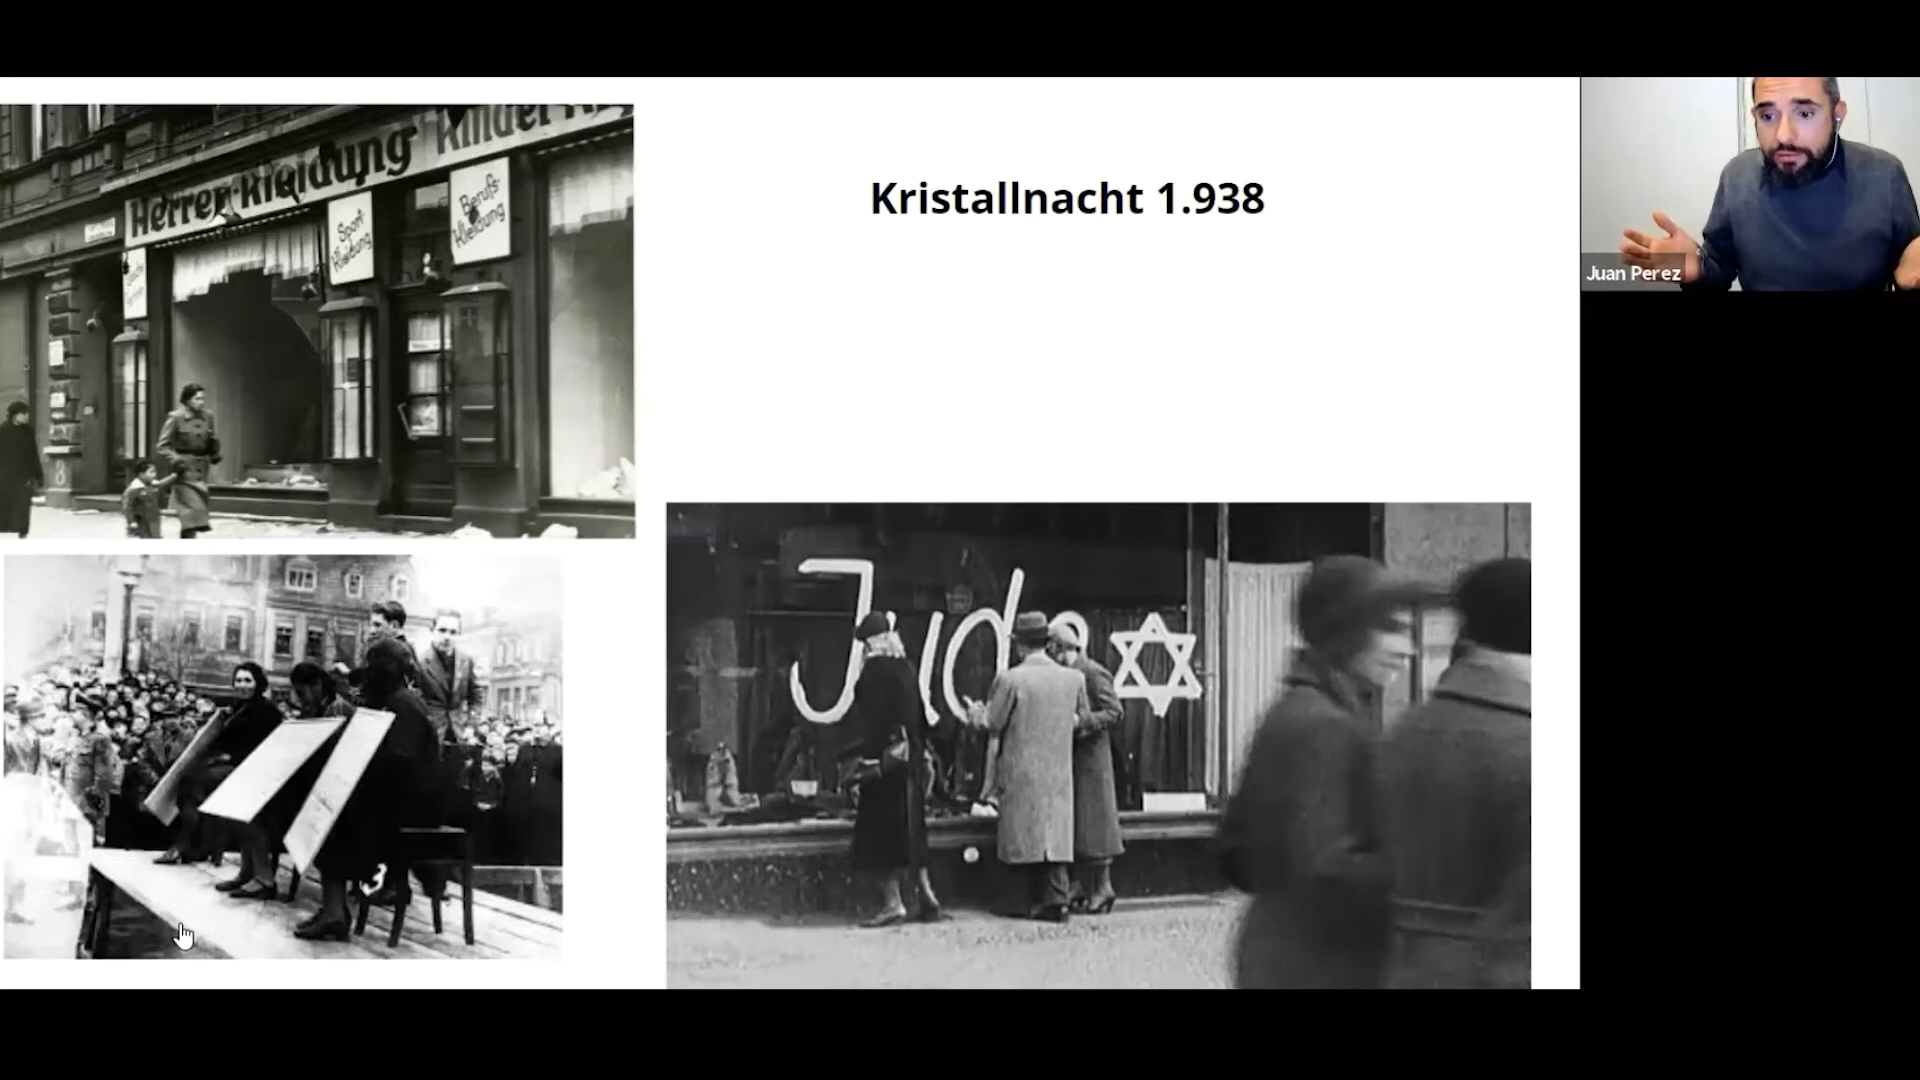 Kristallnacht 1.938
Herren-Kleidung Kinder
Sport-
Kleidung
Berufs-
Kleidung
Jude
Juan Perez